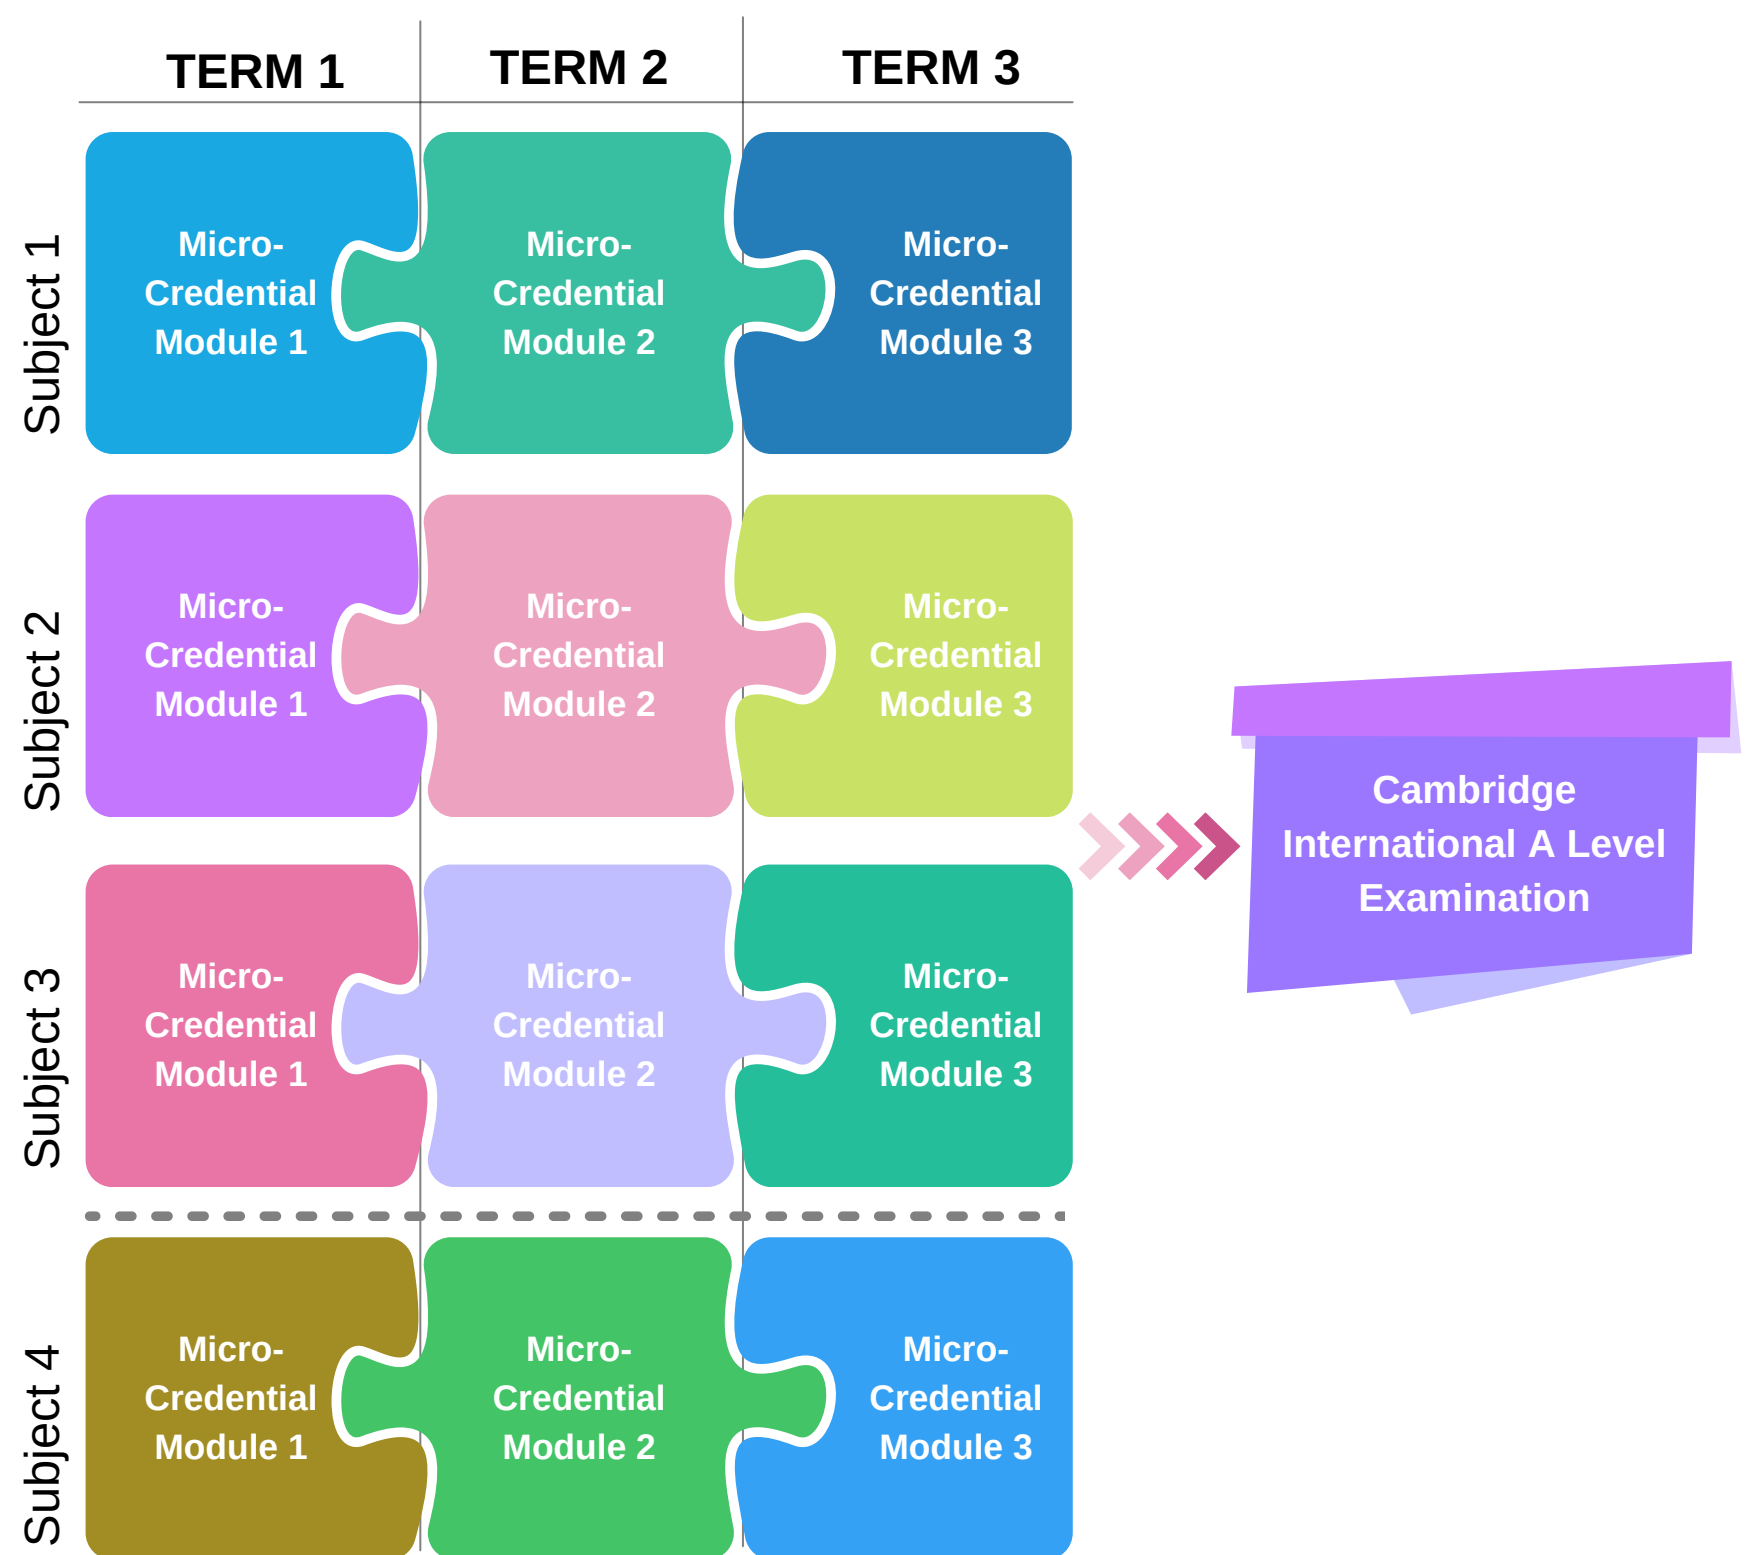 TERM 1
TERM 2
TERM 3
Subject 1
Micro-
Credential
Module 1
Micro-
Credential
Module 2
Micro-
Credential
Module 3
Subject 2
Micro-
Credential
Module 1
Micro-
Credential
Module 2
Micro-
Credential
Module 3
Subject 3
Micro-
Credential
Module 1
Micro-
Credential
Module 2
Micro-
Credential
Module 3
Subject 4
Micro-
Credential
Module 1
Micro-
Credential
Module 2
Micro-
Credential
Module 3
Cambridge
International A Level
Examination